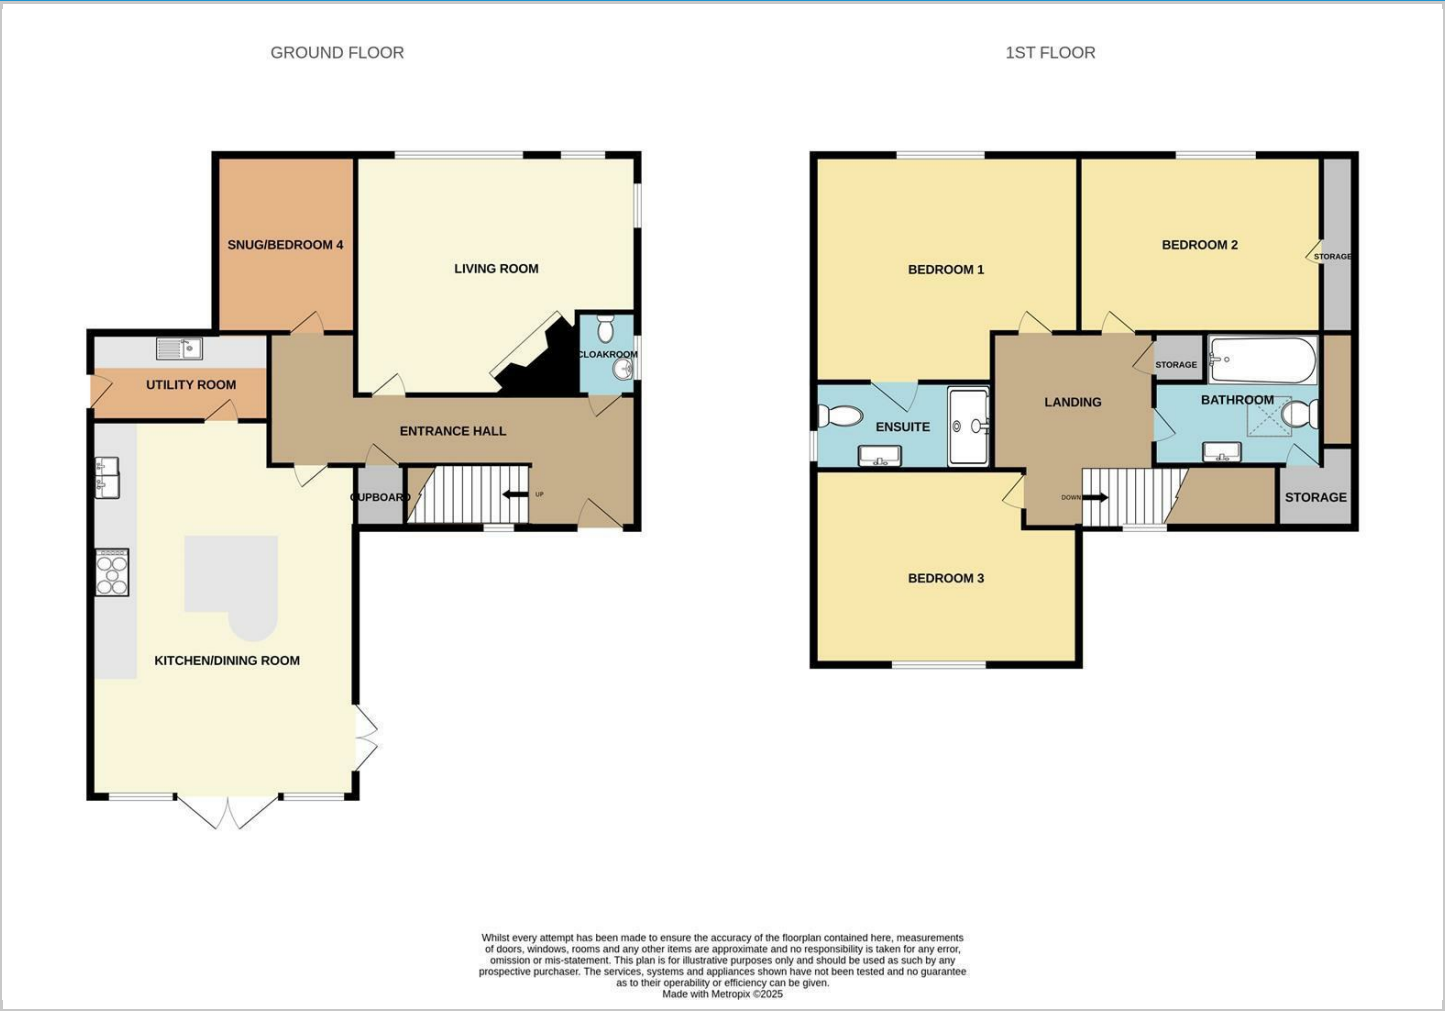 GROUND FLOOR
1ST FLOOR
SNUG/BEDROOM 4
LIVING ROOM
CLOAKROOM
UTILITY ROOM
ENTRANCE HALL
CUPBOARD
UP
KITCHEN/DINING ROOM
BEDROOM 1
BEDROOM 2
STORAGE
STORAGE
LANDING
BATHROOM
ENSUITE
DOWN
STORAGE
BEDROOM 3
Whilst every attempt has been made to ensure the accuracy of the floorplan contained here, measurements
of doors, windows, rooms and any other items are approximate and no responsibility is taken for any error,
omission or mis-statement. This plan is for illustrative purposes only and should be used as such by any
prospective purchaser. The services, systems and appliances shown have not been tested and no guarantee
as to their operability or efficiency can be given.
Made with Metropix ©2025